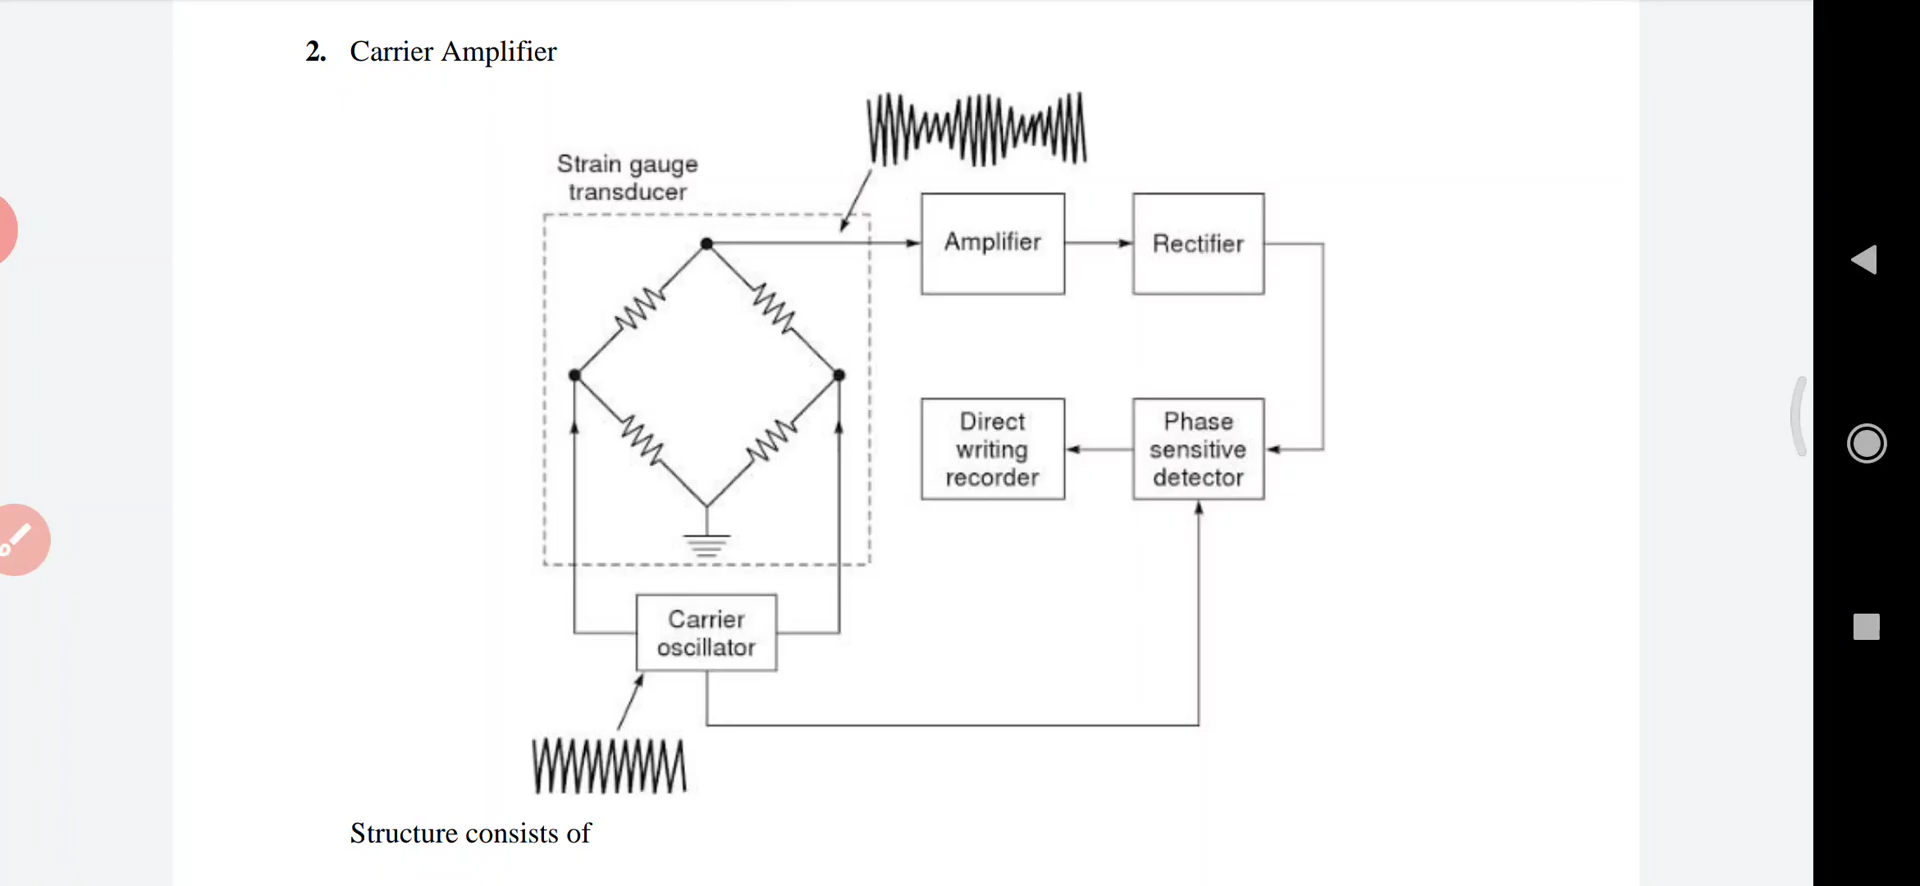 2. Carrier Amplifier
Strain gauge
transducer
Amplifier
Rectifier
Direct
writing
recorder
Phase
sensitive
detector
Carrier
oscillator
Structure consists of